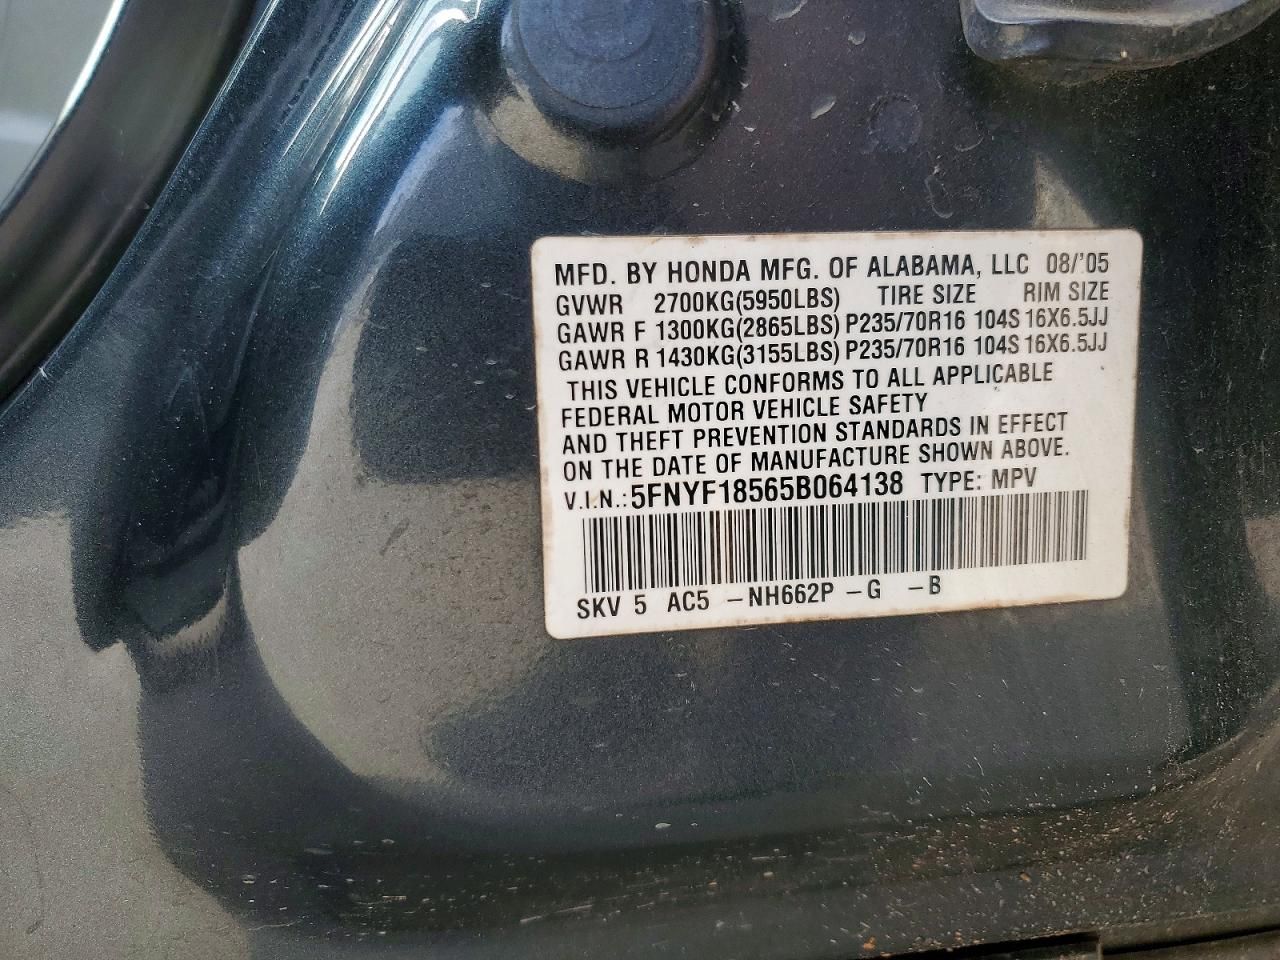 MFD. BY HONDA MFG. OF ALABAMA, LLC 08/'05
GVWR 2700KG(5950LBS) TIRE SIZE RIM SIZE
GAWR F 1300KG(2865LBS) P235/70R16 104S 16X6.5JJ
GAWR R 1430KG(3155LBS) P235/70R16 104S 16X6.5JJ
THIS VEHICLE CONFORMS TO ALL APPLICABLE
FEDERAL MOTOR VEHICLE SAFETY
AND THEFT PREVENTION STANDARDS IN EFFECT
ON THE DATE OF MANUFACTURE SHOWN ABOVE.
V.I.N.: 5FNYF18565B064138 TYPE: MPV
SKV 5 AC5 -NH662P -G -B